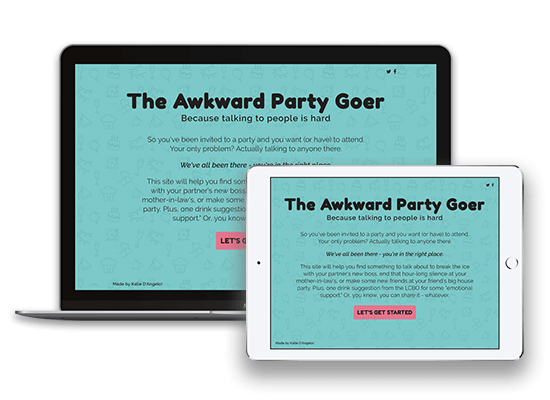 The Awkward Party Goer
Because talking to people is hard
So you've been invited to a party and you want (or have) to attend.
Your only problem? Actually talking to anyone there.
We've all been there - you're in the right place.
This site will help you find som
with your partner's new boss
mother-in-law's, or make some
party. Plus, one drink suggestion
support." Or, you know
LET'S G
Made by Katie D'Angelo!
The Awkward Party Goer
Because talking to people is hard
So you've been invited to a party and you want (or have) to attend.
Your only problem? Actually talking to anyone there.
We've all been there - you're in the right place.
This site will help you find something to talk about to break the ice
with your partner's new boss, end that hour-long silence at your
mother-in-law's, or make some new friends at your friend's big house
party. Plus, one drink suggestion from the LCBO for some "emotional
support." Or, you know, you can share it - whatever.
LET'S GET STARTED
Made by Katie D'Angelo!